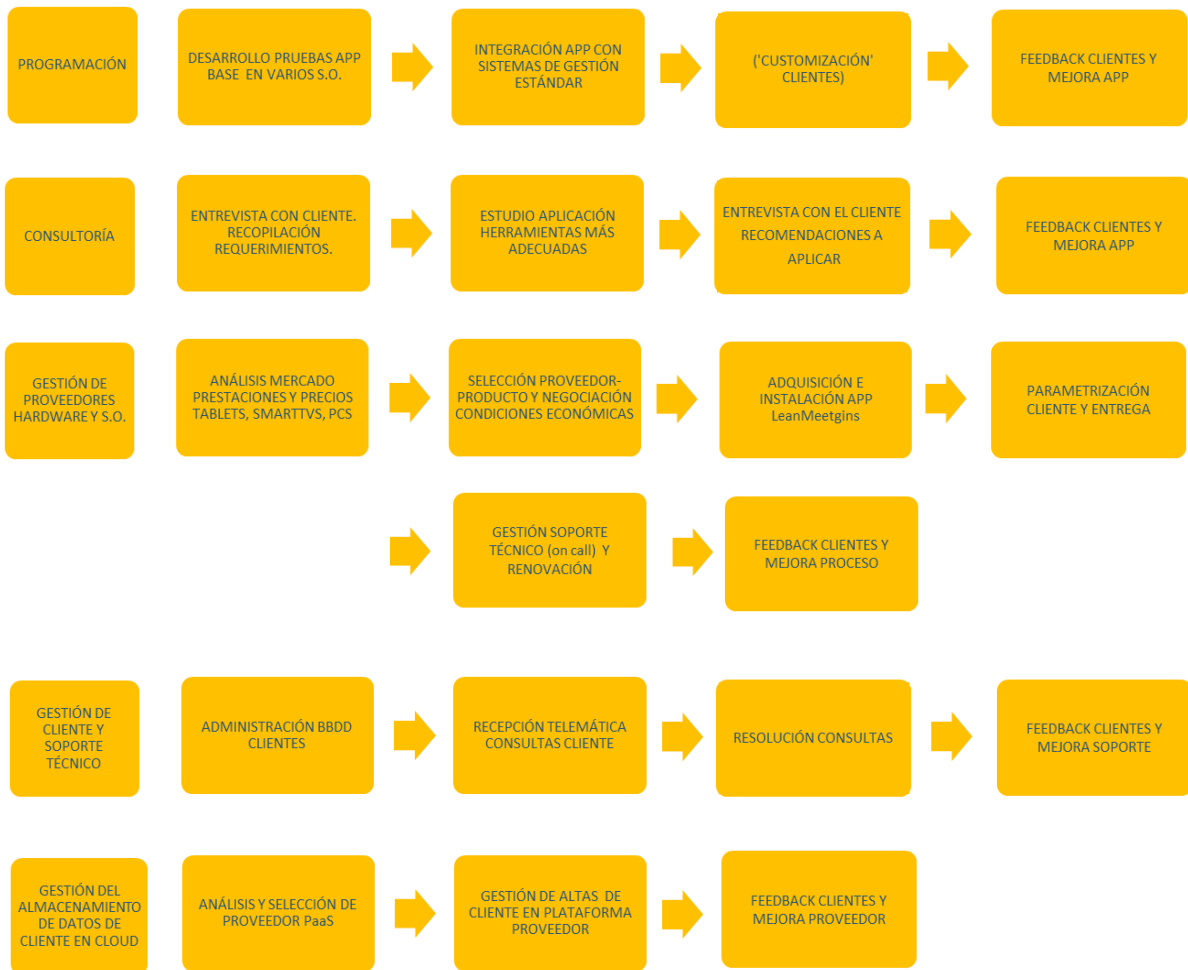 PROGRAMACIÓN
DESARROLLO PRUEBAS APP
BASE EN VARIOS S.O.
INTEGRACIÓN APP CON
SISTEMAS DE GESTIÓN
ESTÁNDAR
('CUSTOMIZACIÓN'
CLIENTES)
FEEDBACK CLIENTES Y
MEJORA APP
CONSULTORÍA
ENTREVISTA CON CLIENTE.
RECOPILACIÓN
REQUERIMIENTOS.
ESTUDIO APLICACIÓN
HERRAMIENTAS MÁS
ADECUADAS
ENTREVISTA CON EL CLIENTE
RECOMENDACIONES A
APLICAR
FEEDBACK CLIENTES Y
MEJORA APP
GESTIÓN DE
PROVEEDORES
HARDWARE Y S.O.
ANÁLISIS MERCADO
PRESTACIONES Y PRECIOS
TABLETS, SMARTTVS, PCS
SELECCIÓN PROVEEDOR-
PRODUCTO Y NEGOCIACIÓN
CONDICIONES ECONÓMICAS
ADQUISICIÓN E
INSTALACIÓN APP
LeanMeetgins
PARAMETRIZACIÓN
CLIENTE Y ENTREGA
GESTIÓN SOPORTE
TÉCNICO (on call) Y
RENOVACIÓN
FEEDBACK CLIENTES Y
MEJORA PROCESO
GESTIÓN DE
CLIENTE Y
SOPORTE
TÉCNICO
ADMINISTRACIÓN BBDD
CLIENTES
RECEPCIÓN TELEMÁTICA
CONSULTAS CLIENTE
RESOLUCIÓN CONSULTAS
FEEDBACK CLIENTES Y
MEJORA SOPORTE
GESTIÓN DEL
ALMACENAMIENTO
DE DATOS DE
CLIENTE EN CLOUD
ANÁLISIS Y SELECCIÓN DE
PROVEEDOR PaaS
GESTIÓN DE ALTAS DE
CLIENTE EN PLATAFORMA
PROVEEDOR
FEEDBACK CLIENTES Y
MEJORA PROVEEDOR